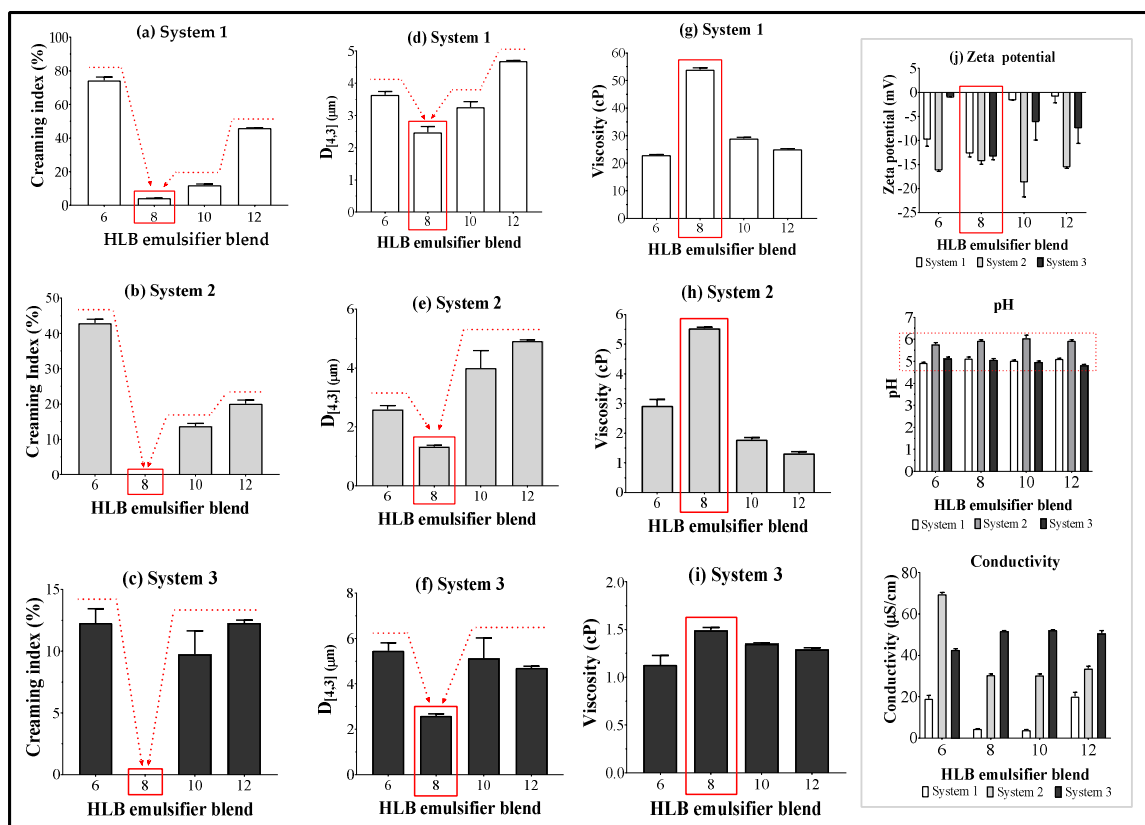 (a) System 1
Creaming index (%)
100
80
60
40
20
0
6 8 10 12
HLB emulsifier blend
(b) System 2
Creaming Index (%)
50
40
30
20
10
0
6 8 10 12
HLB emulsifier blend
(c) System 3
Creaming index (%)
15
12
9
6
3
0
6 8 10 12
HLB emulsifier blend
(d) System 1
D[4,3] (μm)
6
5
4
3
2
1
0
6 8 10 12
HLB emulsifier blend
(e) System 2
D[4,3] (μm)
6
4
2
0
6 8 10 12
HLB emulsifier blend
(f) System 3
D[4,3] (μm)
8
6
4
2
0
6 8 10 12
HLB emulsifier blend
(g) System 1
Viscosity (cP)
60
50
40
30
20
10
0
6 8 10 12
HLB emulsifier blend
(h) System 2
Viscosity (cP)
6
5
4
3
2
1
0
6 8 10 12
HLB emulsifier blend
(i) System 3
Viscosity (cP)
2.0
1.5
1.0
0.5
0.0
6 8 10 12
HLB emulsifier blend
(j) Zeta potential
Zeta potential (mV)
0
-5
-10
-15
-20
-25
6 8 10 12
HLB emulsifier blend
System 1 System 2 System 3
pH
pH
7
6
5
4
3
2
1
0
6 8 10 12
HLB emulsifier blend
System 1 System 2 System 3
Conductivity
Conductivity (μS/cm)
80
60
40
20
0
6 8 10 12
HLB emulsifier blend
System 1 System 2 System 3